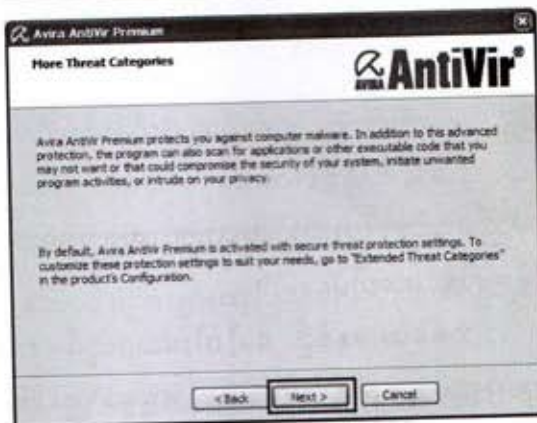 Avira AntiVir Premium
More Threat Categories
AVIRA AntiVir®
Avira AntiVir Premium protects you against computer malware. In addition to this advanced
protection, the program can also scan for applications or other executable code that you
may not want or that could compromise the security of your system, initiate unwanted
program activities, or intrude on your privacy.
By default, Avira AntiVir Premium is activated with secure threat protection settings. To
customize these protection settings to suit your needs, go to "Extended Threat Categories"
in the product's Configuration.
< Back Next > Cancel